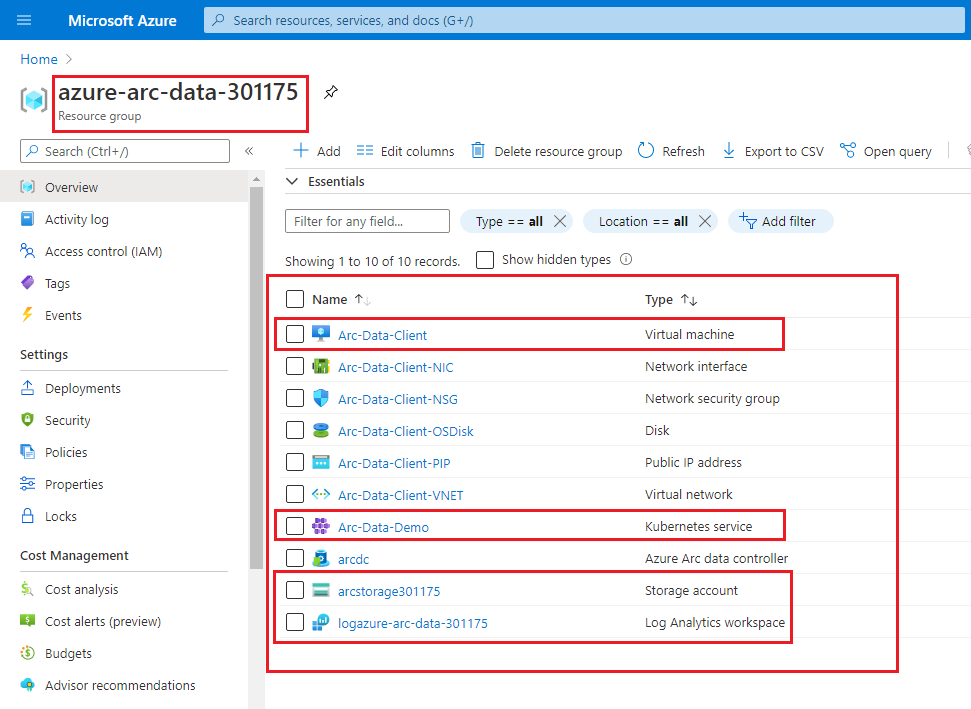 Microsoft Azure
Search resources, services, and docs (G+/)
Home
azure-arc-data-301175
Resource group
Search (Ctrl+/)
Overview
Activity log
Access control (IAM)
Tags
Events
Settings
Deployments
Security
Policies
Properties
Locks
Cost Management
Cost analysis
Cost alerts (preview)
Budgets
Advisor recommendations
Add Edit columns Delete resource group Refresh Export to CSV Open query
Essentials
Filter for any field... Type == all Location == all Add filter
Showing 1 to 10 of 10 records. Show hidden types
Name Type
Arc-Data-Client Virtual machine
Arc-Data-Client-NIC Network interface
Arc-Data-Client-NSG Network security group
Arc-Data-Client-OSDisk Disk
Arc-Data-Client-PIP Public IP address
Arc-Data-Client-VNET Virtual network
Arc-Data-Demo Kubernetes service
arcdc Azure Arc data controller
arcstorage301175 Storage account
logazure-arc-data-301175 Log Analytics workspace